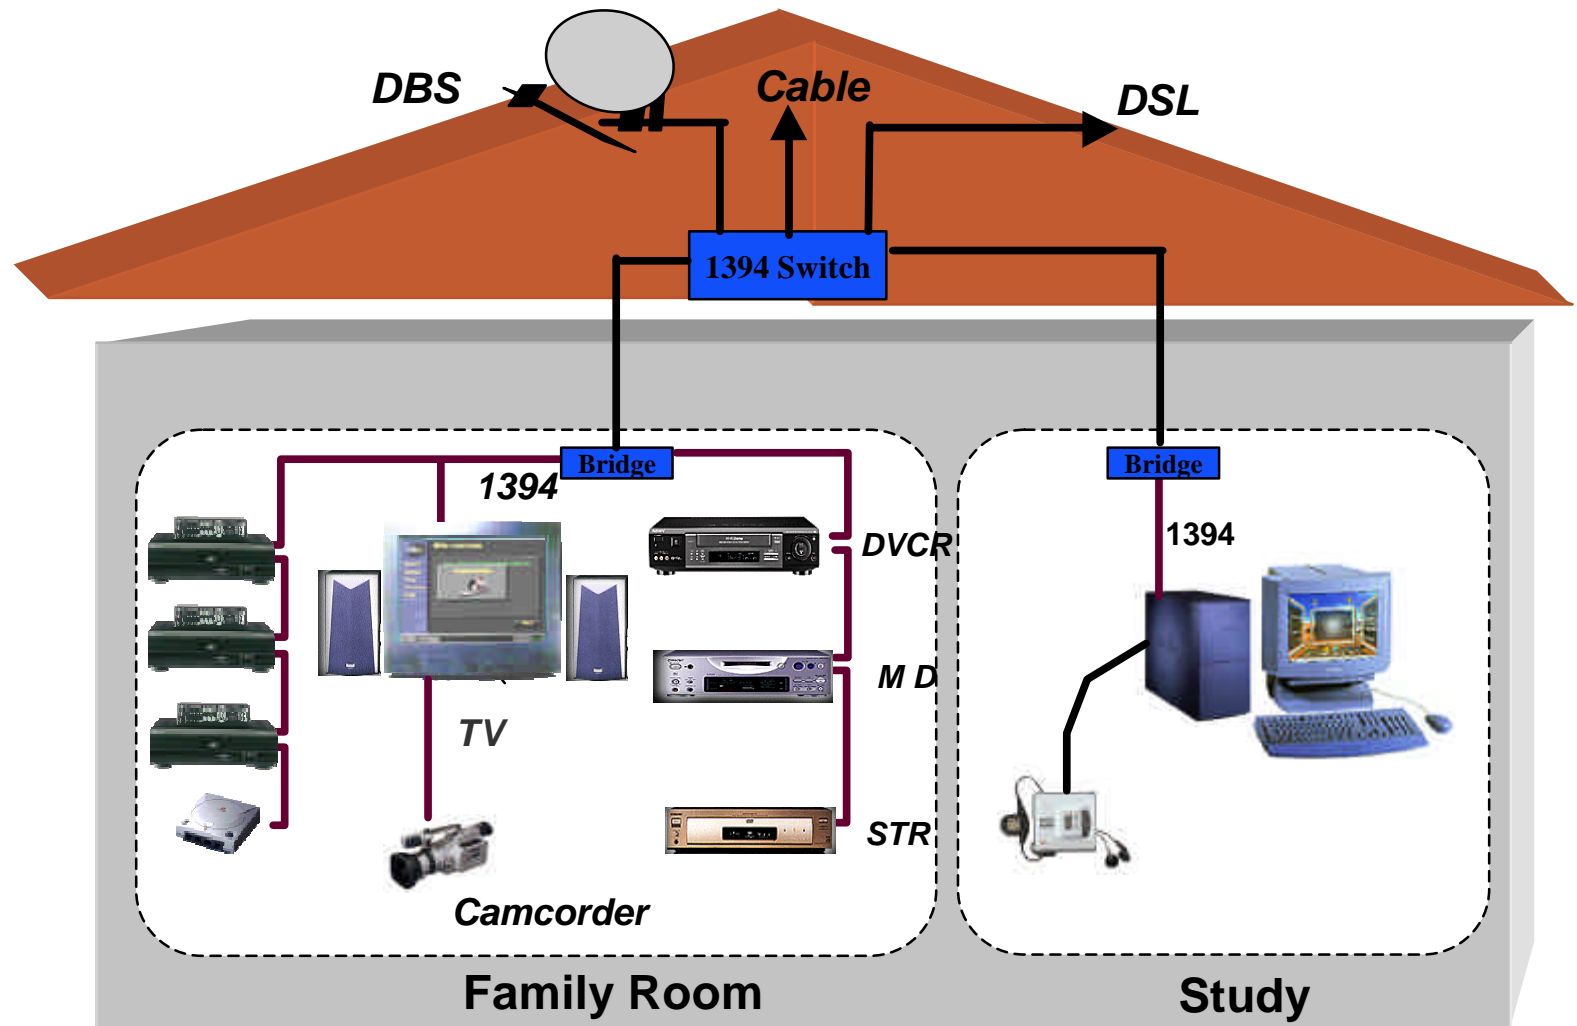 DBS
Cable
DSL
1394 Switch
Bridge
Bridge
1394
1394
DVCR
M D
TV
STR
Camcorder
Family Room
Study